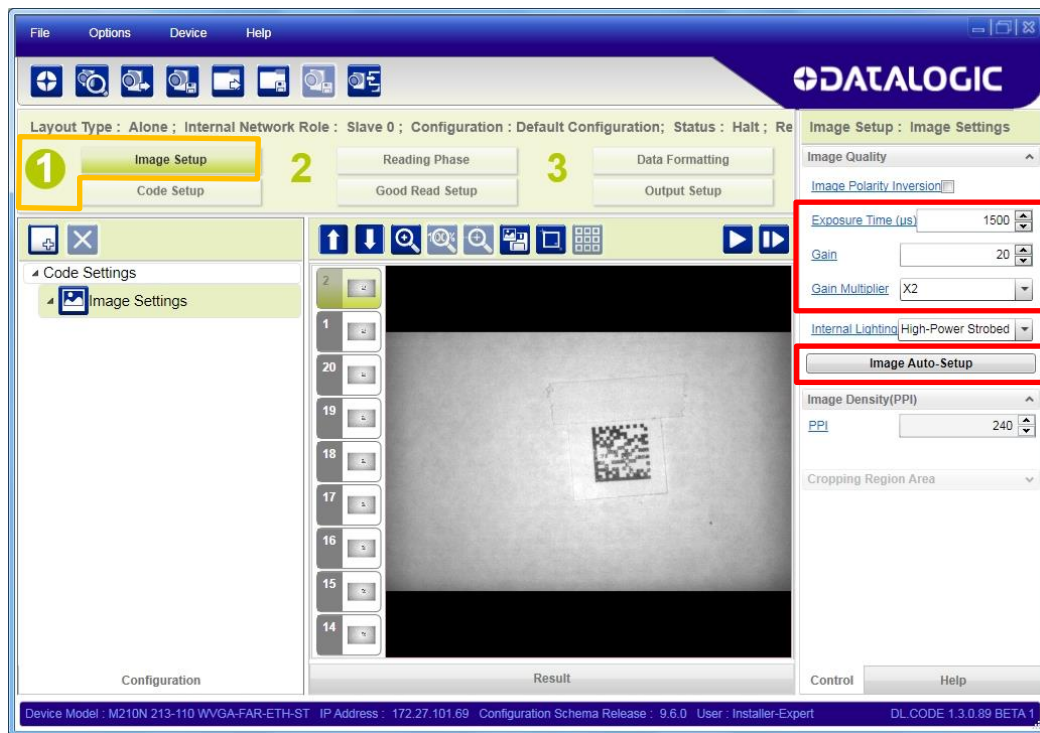 File Options Device Help
DATALOGIC
Layout Type : Alone ; Internal Network Role : Slave 0 ; Configuration : Default Configuration; Status : Halt ; Re
Image Setup : Image Settings
1 Image Setup 2 Reading Phase 3 Data Formatting
Code Setup Good Read Setup Output Setup
Image Quality
Image Polarity Inversion
Exposure Time (µs) 1500
Gain 20
Gain Multiplier X2
Internal Lighting High-Power Strobed
Image Auto-Setup
Image Density(PPI)
PPI 240
Cropping Region Area
Code Settings
Image Settings
2
1
20
19
18
17
16
15
14
Configuration Result Control Help
Device Model : M210N 213-110 WVGA-FAR-ETH-ST IP Address : 172.27.101.69 Configuration Schema Release : 9.6.0 User : Installer-Expert DL.CODE 1.3.0.89 BETA 1